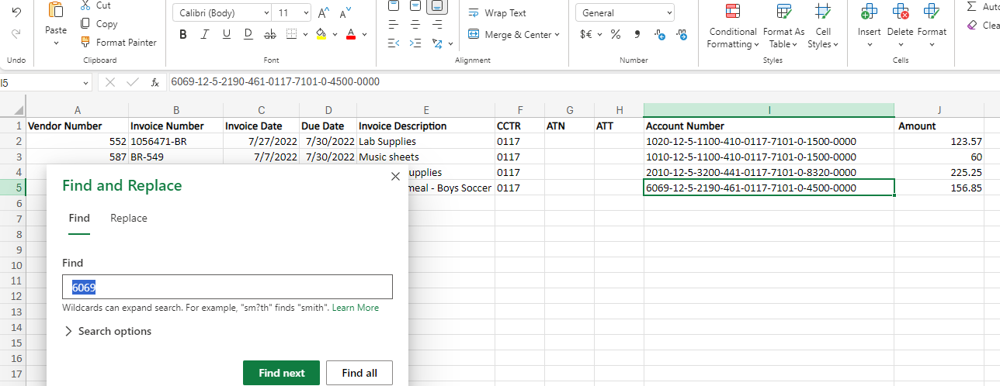 Cut
Calibri (Body) 11 A^ A˅
Wrap Text
General
Auto
Paste
Copy
Clea
B I U D ab A
Merge & Center
$€ % 9
Conditional Formatting
Format As Table
Cell Styles
Insert Delete Format
Format Painter
Undo Clipboard Font Alignment Number Styles Cells
I5 fx 6069-12-5-2190-461-0117-7101-0-4500-0000
A B C D E F G H I J
1 Vendor Number Invoice Number Invoice Date Due Date Invoice Description CCTR ATN ATT Account Number Amount
2 552 1056471-BR 7/27/2022 7/30/2022 Lab Supplies 0117 1020-12-5-1100-410-0117-7101-0-1500-0000 123.57
3 587 BR-549 7/7/2022 7/30/2022 Music sheets 0117 1010-12-5-1100-410-0117-7101-0-1500-0000 60
4 upplies 0117 2010-12-5-3200-441-0117-7101-0-8320-0000 225.25
5 meal - Boys Soccer 0117 6069-12-5-2190-461-0117-7101-0-4500-0000 156.85
6
7
8
9
10
11
12
13
14
15
16
17
Find and Replace
Find Replace
Find
6069
Wildcards can expand search. For example, "sm?th" finds "smith". Learn More
Search options
Find next Find all